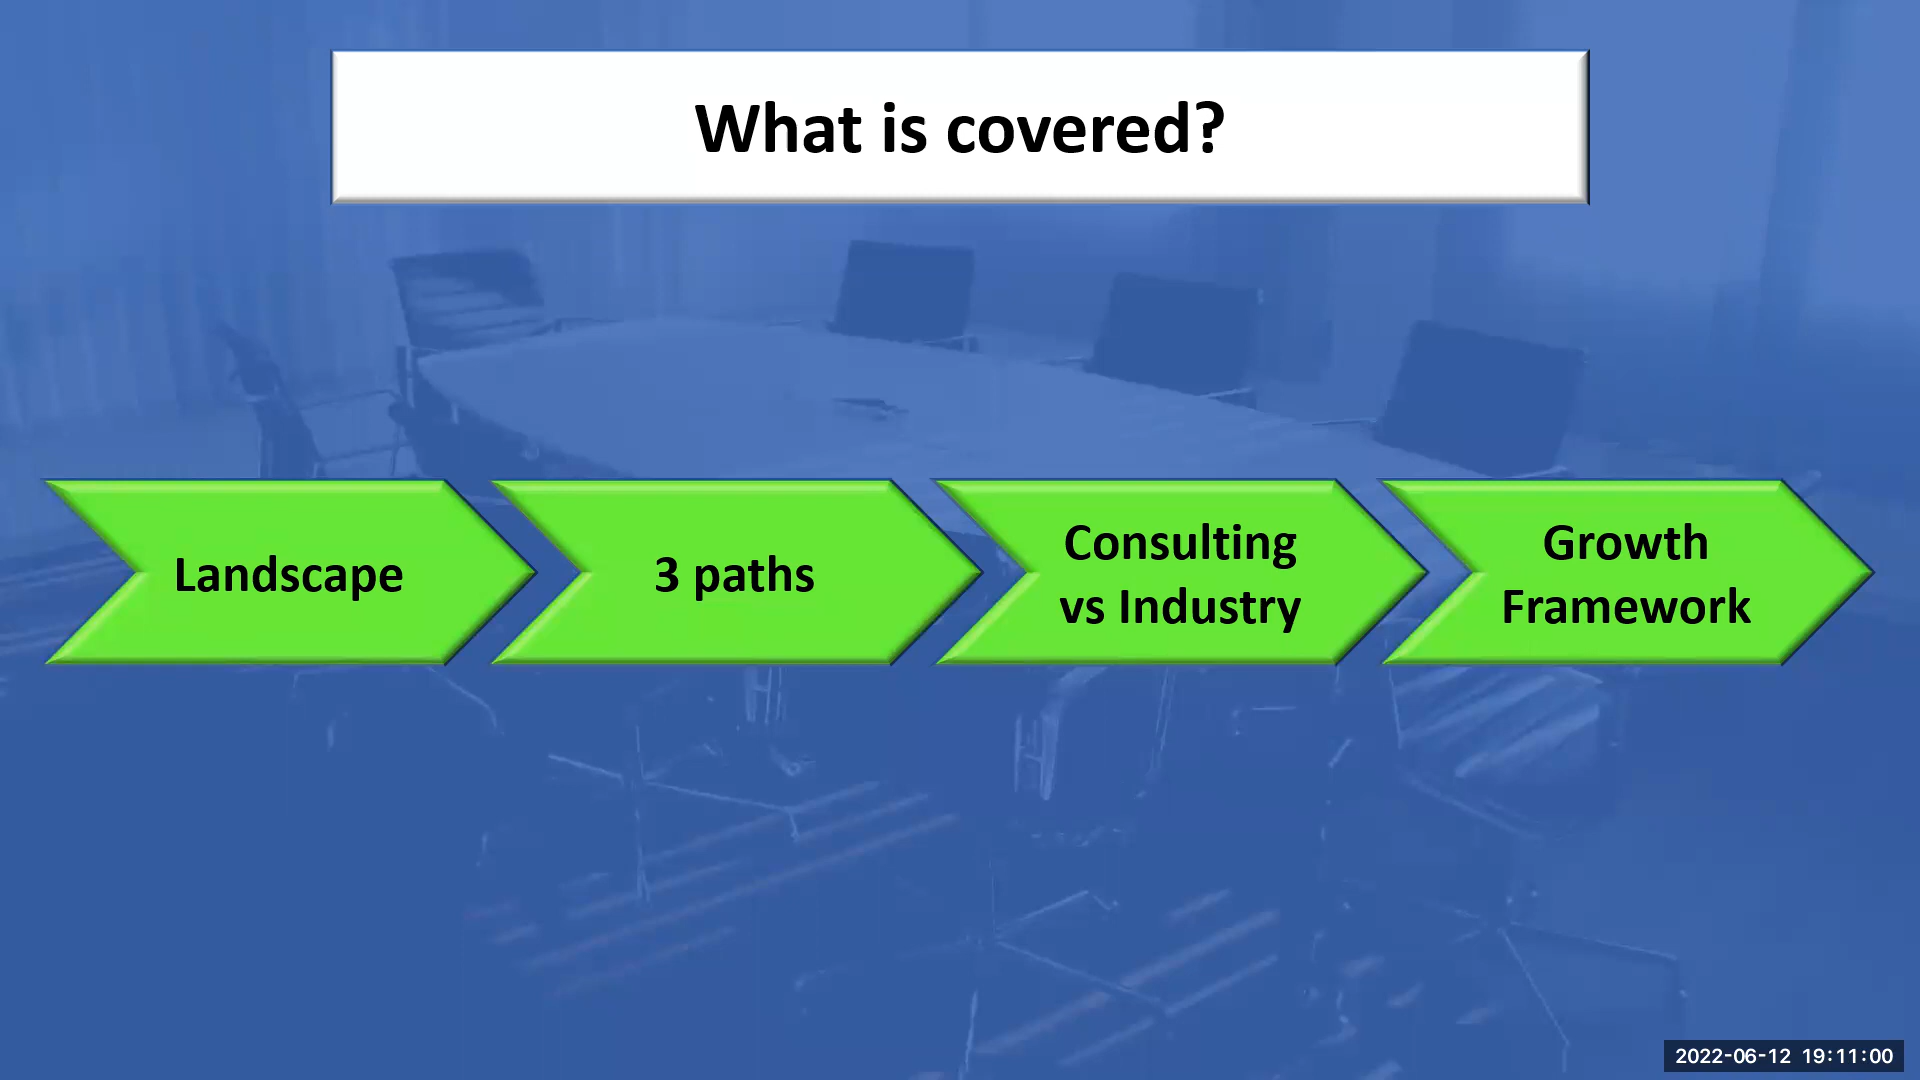 What is covered?
Landscape
3 paths
Consulting
vs Industry
Growth
Framework
2022-06-12 19:11:00